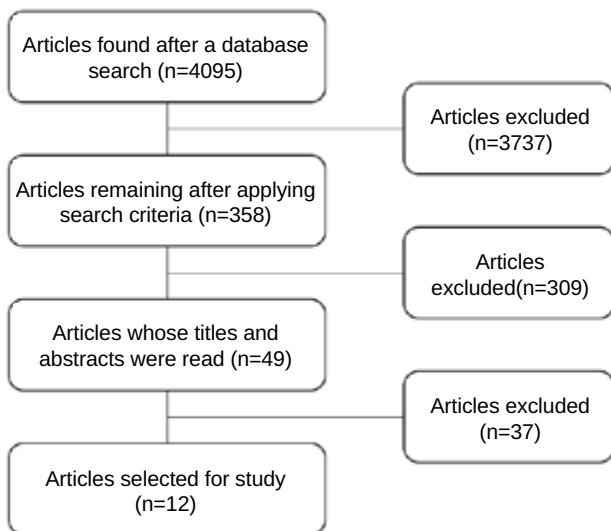 Articles found after a database
search (n=4095)
Articles excluded
(n=3737)
Articles remaining after applying
search criteria (n=358)
Articles
excluded(n=309)
Articles whose titles and
abstracts were read (n=49)
Articles excluded
(n=37)
Articles selected for study
(n=12)